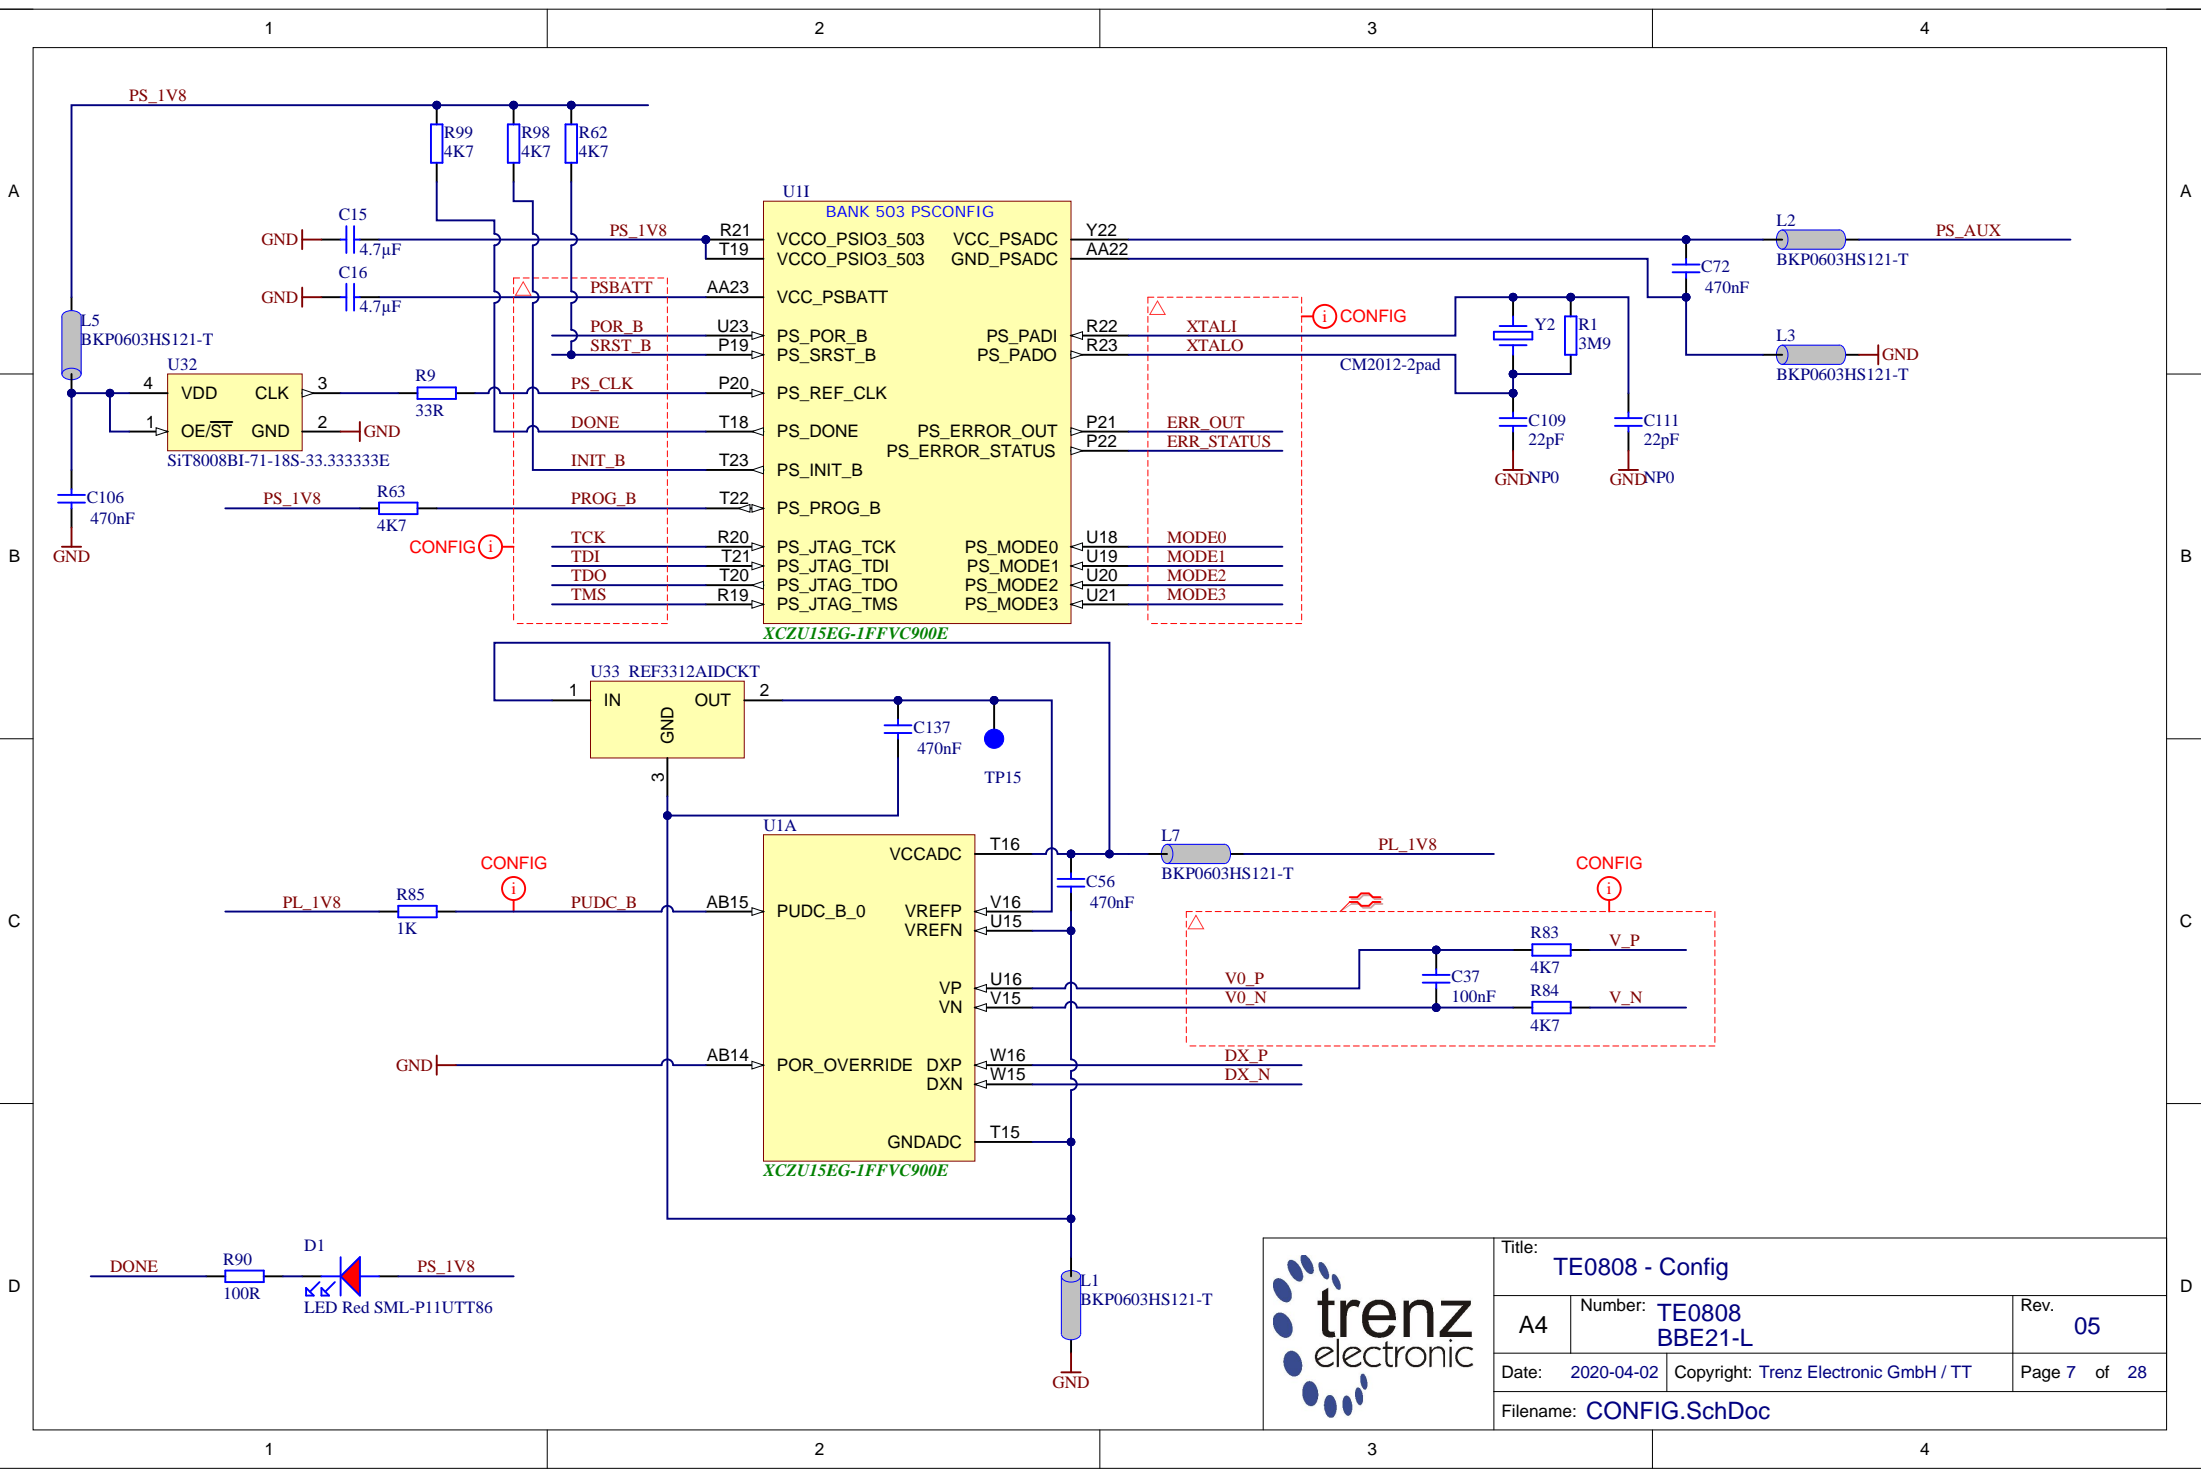 1 2 3 4
A A
B B
C C
D D
PS_1V8
R99 4K7
R98 4K7
R62 4K7
C15 4.7µF
GND
PS_1V8
C16 4.7µF
GND
PSBATT
POR_B
SRST_B
L5
BKP0603HS121-T
U32
4 VDD CLK 3
1 OE/ST GND 2
GND
SiT8008BI-71-18S-33.333333E
R9
33R
PS_CLK
DONE
INIT_B
C106
470nF
GND
PS_1V8
R63
4K7
PROG_B
CONFIG i
TCK
TDI
TDO
TMS
U1I
BANK 503 PSCONFIG
R21 VCCO_PSIO3_503
T19 VCCO_PSIO3_503
AA23 VCC_PSBATT
U23 PS_POR_B
P19 PS_SRST_B
P20 PS_REF_CLK
T18 PS_DONE
T23 PS_INIT_B
T22 PS_PROG_B
R20 PS_JTAG_TCK
T21 PS_JTAG_TDI
T20 PS_JTAG_TDO
R19 PS_JTAG_TMS
VCC_PSADC Y22
GND_PSADC AA22
PS_PADI R22
PS_PADO R23
PS_ERROR_OUT P21
PS_ERROR_STATUS P22
PS_MODE0 U18
PS_MODE1 U19
PS_MODE2 U20
PS_MODE3 U21
XCZU15EG-1FFVC900E
i CONFIG
XTALI
XTALO
ERR_OUT
ERR_STATUS
MODE0
MODE1
MODE2
MODE3
CM2012-2pad
Y2
R1
3M9
C109
22pF
GND NP0
C111
22pF
GND NP0
C72
470nF
L2
BKP0603HS121-T
PS_AUX
L3
BKP0603HS121-T
GND
U33 REF3312AIDCKT
1 IN OUT 2
GND
3
C137
470nF
TP15
U1A
VCCADC T16
AB15 PUDC_B_0
VREFP V16
VREFN U15
VP U16
VN V15
AB14 POR_OVERRIDE
DXP W16
DXN W15
GNDADC T15
XCZU15EG-1FFVC900E
CONFIG
i
PL_1V8
R85
1K
PUDC_B
GND
L7
BKP0603HS121-T
PL_1V8
C56
470nF
CONFIG
i
V0_P
V0_N
C37
100nF
R83
4K7
V_P
R84
4K7
V_N
DX_P
DX_N
L1
BKP0603HS121-T
GND
DONE
R90
100R
D1
PS_1V8
LED Red SML-P11UTT86
trenz
electronic
Title:
TE0808 - Config
A4
Number: TE0808
BBE21-L
Rev.
05
Date: 2020-04-02 Copyright: Trenz Electronic GmbH / TT Page 7 of 28
Filename: CONFIG.SchDoc
1 2 3 4